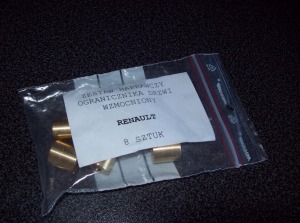 ZESTAW NAPRAWCZY
OGRANICZNIKA DRZWI
WZMOCNIONY
RENAULT
8 SZTUK